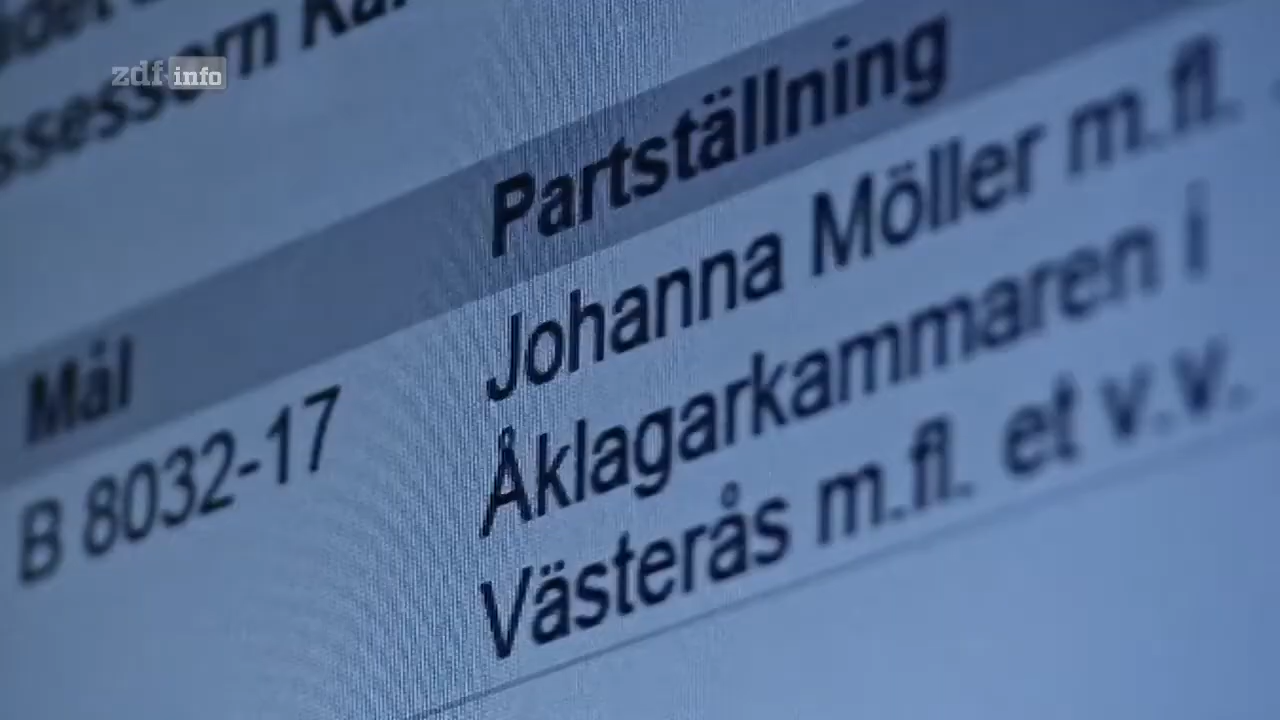 zdf info
Partställning
Mål
B 8032-17
Johanna Möller m.fl.
Åklagarkammaren i
Västerås m.fl. et v.v.